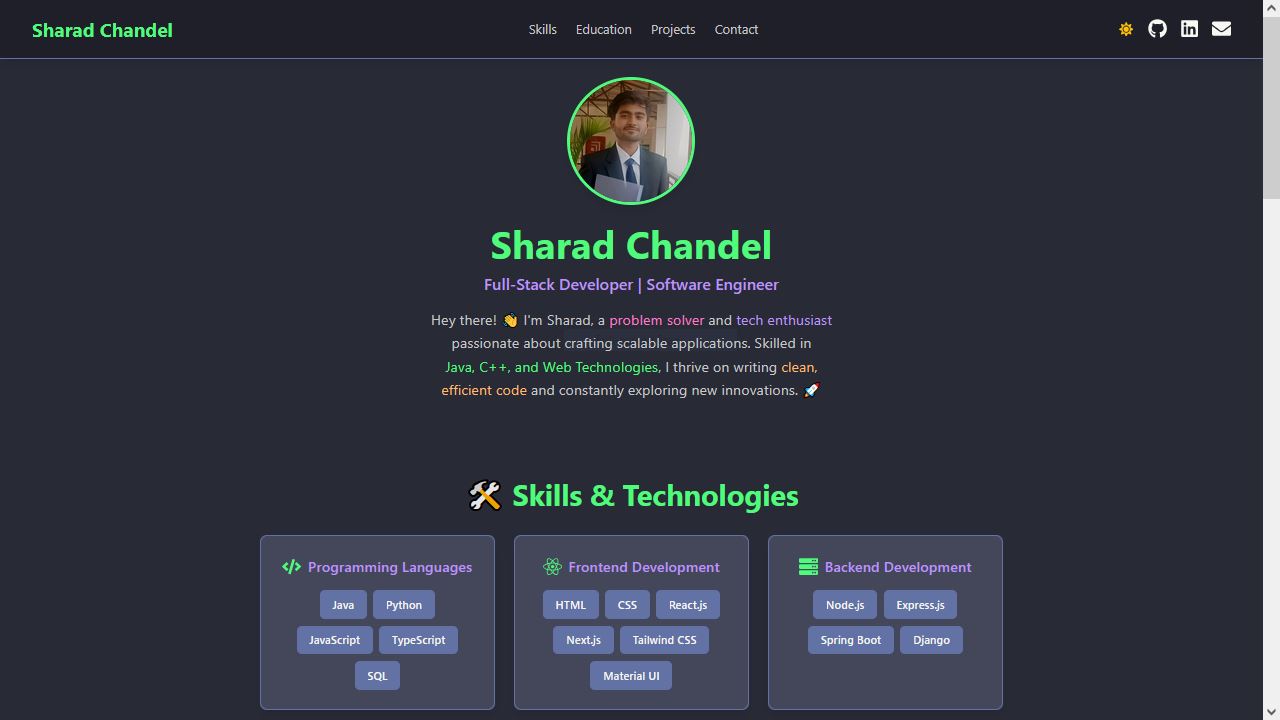 Sharad Chandel
Skills Education Projects Contact
Sharad Chandel
Full-Stack Developer | Software Engineer
Hey there! 👋 I'm Sharad, a problem solver and tech enthusiast
passionate about crafting scalable applications. Skilled in
Java, C++, and Web Technologies, I thrive on writing clean,
efficient code and constantly exploring new innovations. 🚀
🛠️ Skills & Technologies
Programming Languages
Java Python
JavaScript TypeScript
SQL
Frontend Development
HTML CSS React.js
Next.js Tailwind CSS
Material UI
Backend Development
Node.js Express.js
Spring Boot Django